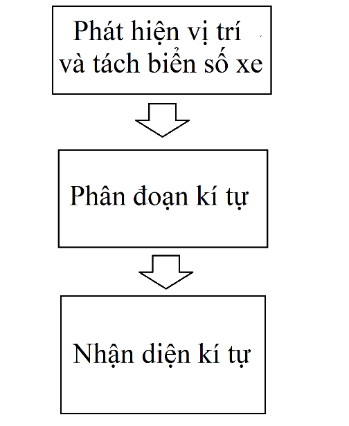 Phát hiện vị trí
và tách biển số xe
Phân đoạn kí tự
Nhận diện kí tự